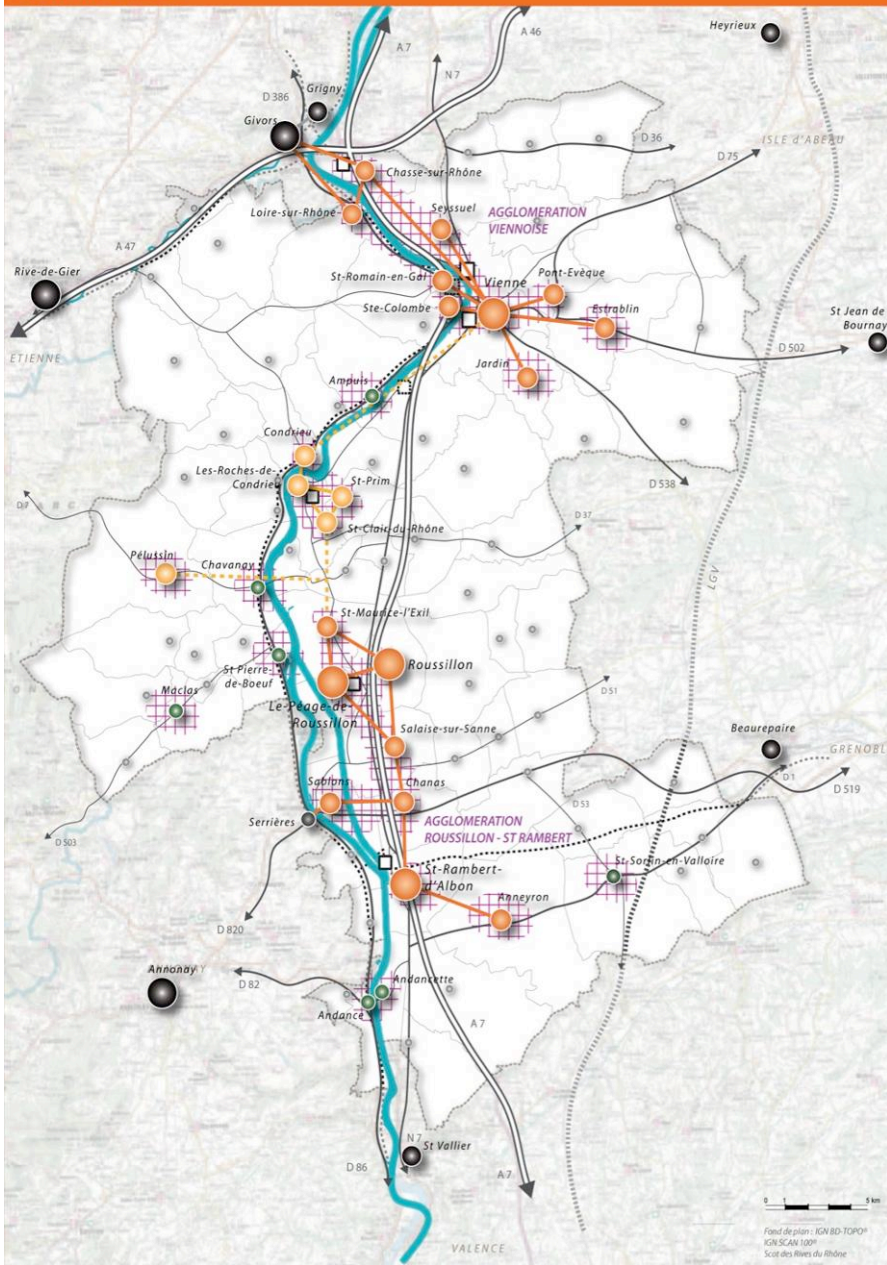 Heyrieux
A 46
A 7
N 7
Grigny
D 386
Givors
D 36
ISLE d'ABEAU
D 75
Chasse-sur-Rhône
Seyssuel
AGGLOMERATION
VIENNOISE
Loire-sur-Rhône
A 47
Rive-de-Gier
St-Romain-en-Gal
Vienne
Pont-Evèque
Ste-Colombe
Estrablin
St Jean de
Bournay
D 502
ETIENNE
Jardin
Ampuis
Condrieu
Les-Roches-de-
Condrieu
St-Prim
D 538
D 7
St-Clair-du-Rhône
D 37
Pélussin
Chavanay
LGV
St-Maurice-l'Exil
Roussillon
St Pierre-
de-Boeuf
Maclas
Le-Péage-de-
Roussillon
D 51
Salaise-sur-Sanne
Beaurepaire
GRENOBL
D 1
D 519
Sablons
Chanas
D 53
Serrières
AGGLOMERATION
ROUSSILLON - ST RAMBERT
D 503
St-Sorlin-en-Valloire
St-Rambert-
d'Albon
Anneyron
D 820
Annonay
D 82
Andancette
Andance
A 7
N 7
St Vallier
D 86
A 7
0 1 5 km
Fond de plan : IGN BD-TOPO®
IGN SCAN 100®
Scot des Rives du Rhône
VALENCE